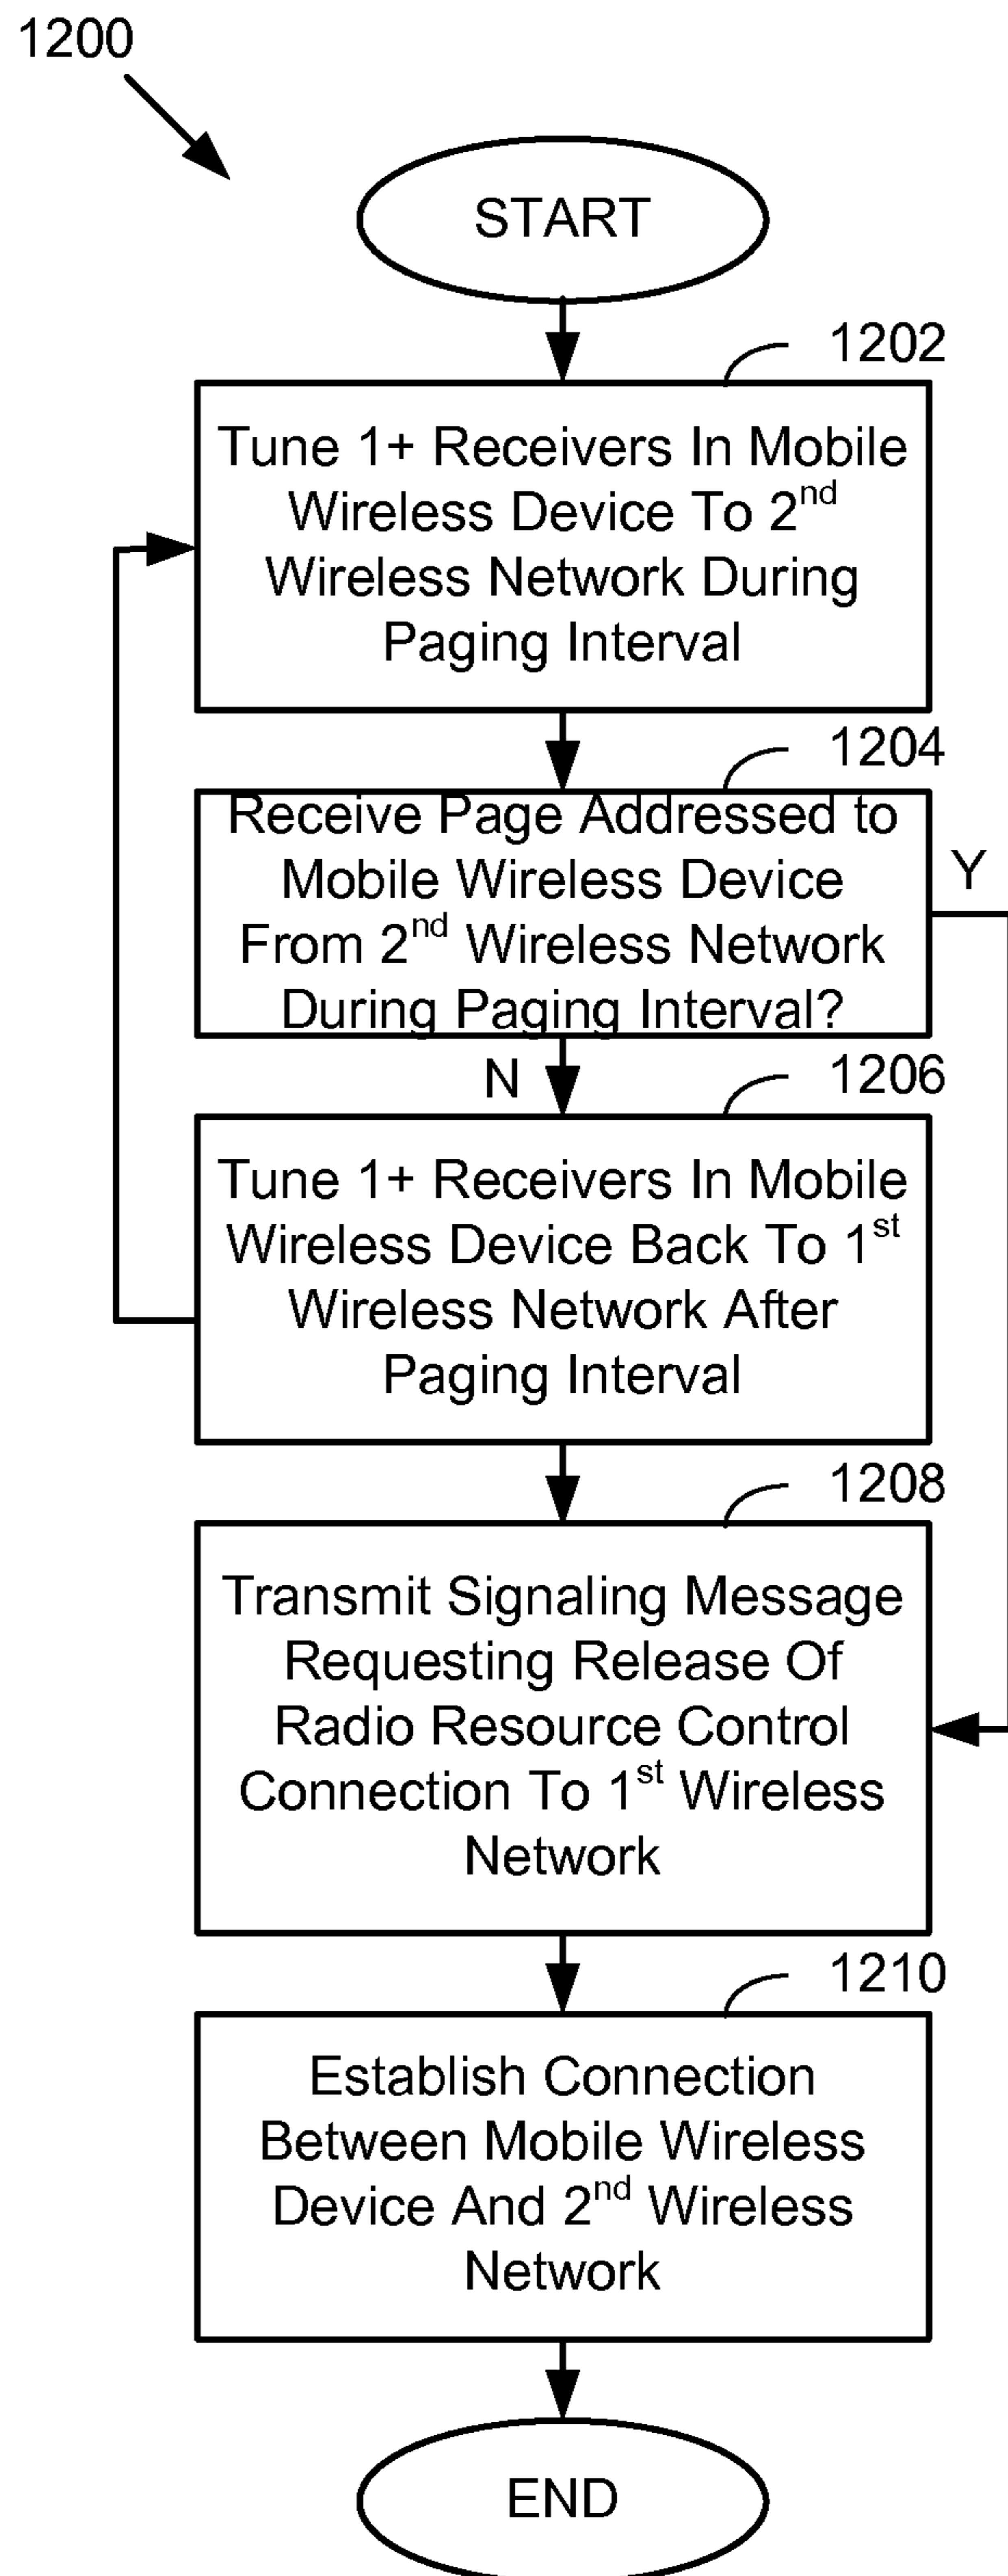 1200
START
1202
Tune 1+ Receivers In Mobile
Wireless Device To 2nd
Wireless Network During
Paging Interval
1204
Receive Page Addressed to
Mobile Wireless Device
From 2nd Wireless Network
During Paging Interval?
Y
N
1206
Tune 1+ Receivers In Mobile
Wireless Device Back To 1st
Wireless Network After
Paging Interval
1208
Transmit Signaling Message
Requesting Release Of
Radio Resource Control
Connection To 1st Wireless
Network
1210
Establish Connection
Between Mobile Wireless
Device And 2nd Wireless
Network
END